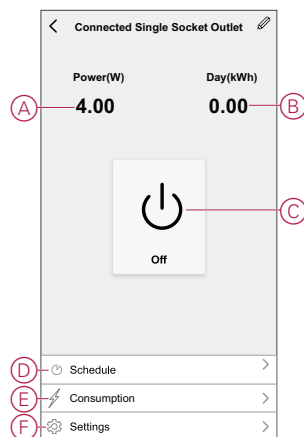 Connected Single Socket Outlet
Power(W) Day(kWh)
A 4.00 0.00 B
C
Off
D Schedule
E Consumption
F Settings